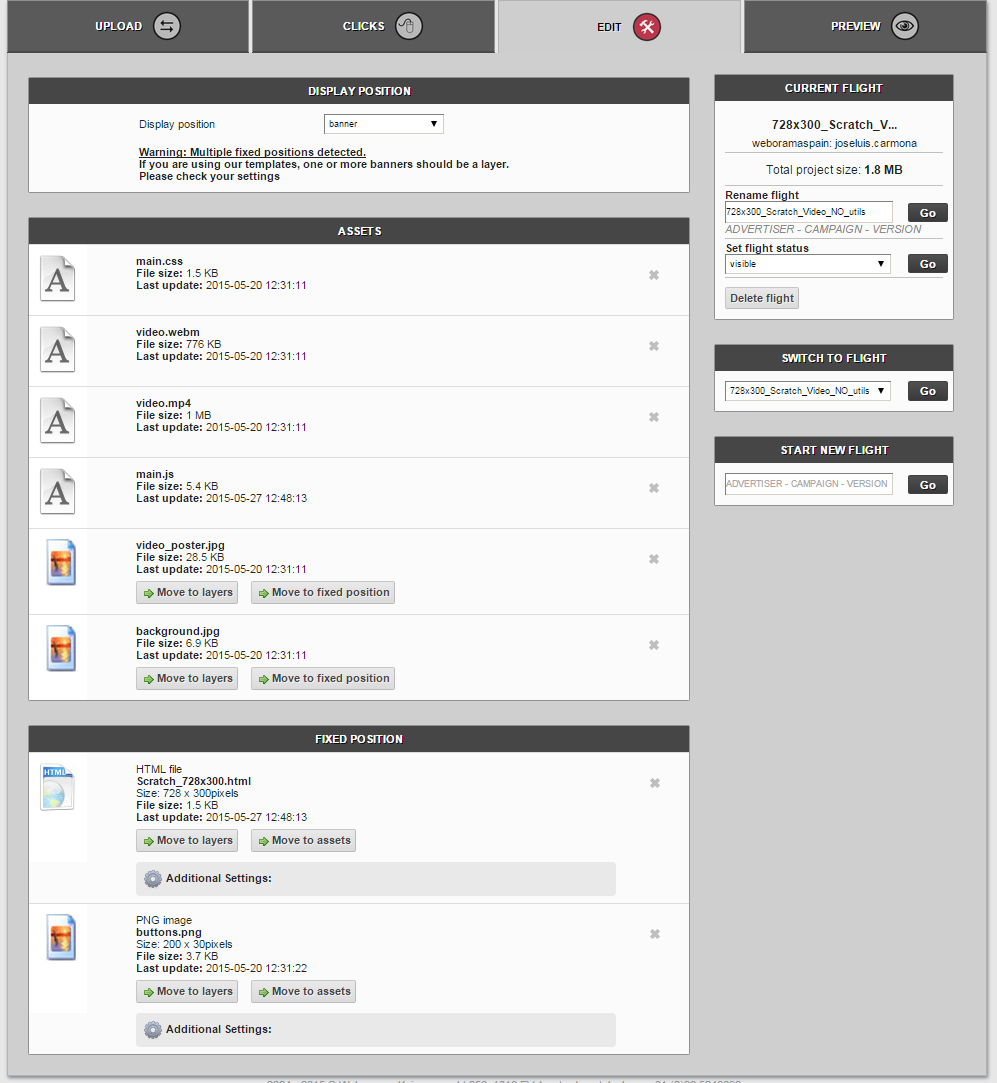 UPLOAD
CLICKS
EDIT
PREVIEW
DISPLAY POSITION
Display position
banner
Warning: Multiple fixed positions detected.
If you are using our templates, one or more banners should be a layer.
Please check your settings
ASSETS
main.css
File size: 1.5 KB
Last update: 2015-05-20 12:31:11
video.webm
File size: 776 KB
Last update: 2015-05-20 12:31:11
video.mp4
File size: 1 MB
Last update: 2015-05-20 12:31:11
main.js
File size: 5.4 KB
Last update: 2015-05-27 12:48:13
video_poster.jpg
File size: 28.5 KB
Last update: 2015-05-20 12:31:11
Move to layers
Move to fixed position
background.jpg
File size: 6.9 KB
Last update: 2015-05-20 12:31:11
Move to layers
Move to fixed position
FIXED POSITION
HTML
HTML file
Scratch_728x300.html
Size: 728 x 300pixels
File size: 1.5 KB
Last update: 2015-05-27 12:48:13
Move to layers
Move to assets
Additional Settings:
PNG image
buttons.png
Size: 200 x 30pixels
File size: 3.7 KB
Last update: 2015-05-20 12:31:22
Move to layers
Move to assets
Additional Settings:
CURRENT FLIGHT
728x300_Scratch_V...
weboramaspain: joseluis.carmona
Total project size: 1.8 MB
Rename flight
728x300_Scratch_Video_NO_utils
Go
ADVERTISER - CAMPAIGN - VERSION
Set flight status
visible
Go
Delete flight
SWITCH TO FLIGHT
728x300_Scratch_Video_NO_utils
Go
START NEW FLIGHT
ADVERTISER - CAMPAIGN - VERSION
Go